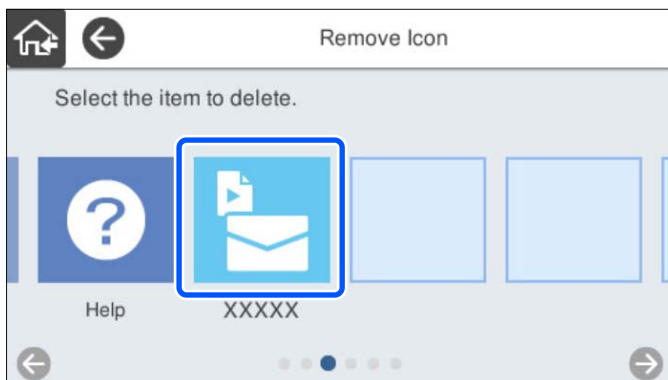 Remove Icon
Select the item to delete.
?
Help
XXXXX